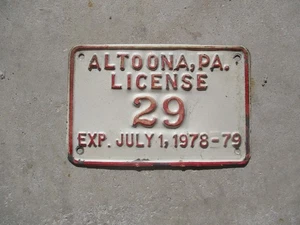 ALTOONA, PA.
LICENSE
29
EXP. JULY 1, 1978-79